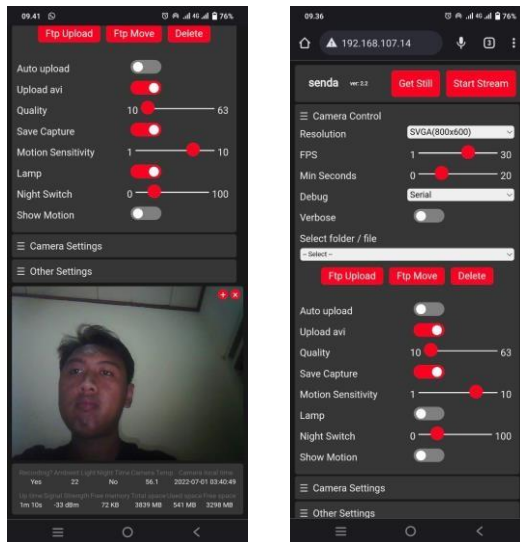 09.41
4G 76%
Ftp Upload Ftp Move Delete
Auto upload
Upload avi
Quality 10 63
Save Capture
Motion Sensitivity 1 10
Lamp
Night Switch 0 100
Show Motion
☰ Camera Settings
☰ Other Settings
Recording? Ambient Light Night Time Camera Temp Camera local time
Yes 22 No 56.1 2022-07-01 03:40:49
Up time Signal Strength Free memory Total space Used space Free space
1m 10s -33 dBm 72 KB 3839 MB 541 MB 3298 MB
09.36
4G 76%
192.168.107.14 3
senda ver: 2.2 Get Still Start Stream
☰ Camera Control
Resolution SVGA(800x600)
FPS 1 30
Min Seconds 0 20
Debug Serial
Verbose
Select folder / file
-- Select --
Ftp Upload Ftp Move Delete
Auto upload
Upload avi
Quality 10 63
Save Capture
Motion Sensitivity 1 10
Lamp
Night Switch 0 100
Show Motion
☰ Camera Settings
☰ Other Settings